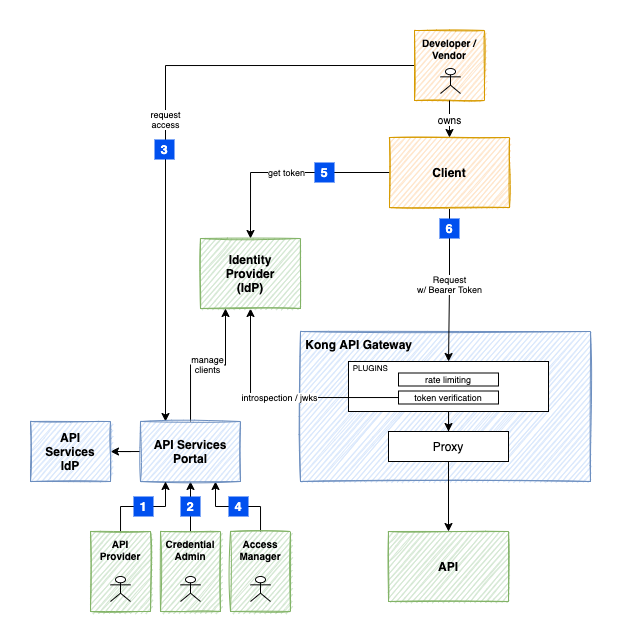 Developer /
Vendor
owns
request
access
3
Client
get token
5
6
Identity
Provider
(IdP)
Request
w/ Bearer Token
Kong API Gateway
PLUGINS
rate limiting
token verification
manage
clients
introspection / jwks
Proxy
API
Services
IdP
API Services
Portal
1
2
4
API
Provider
Credential
Admin
Access
Manager
API